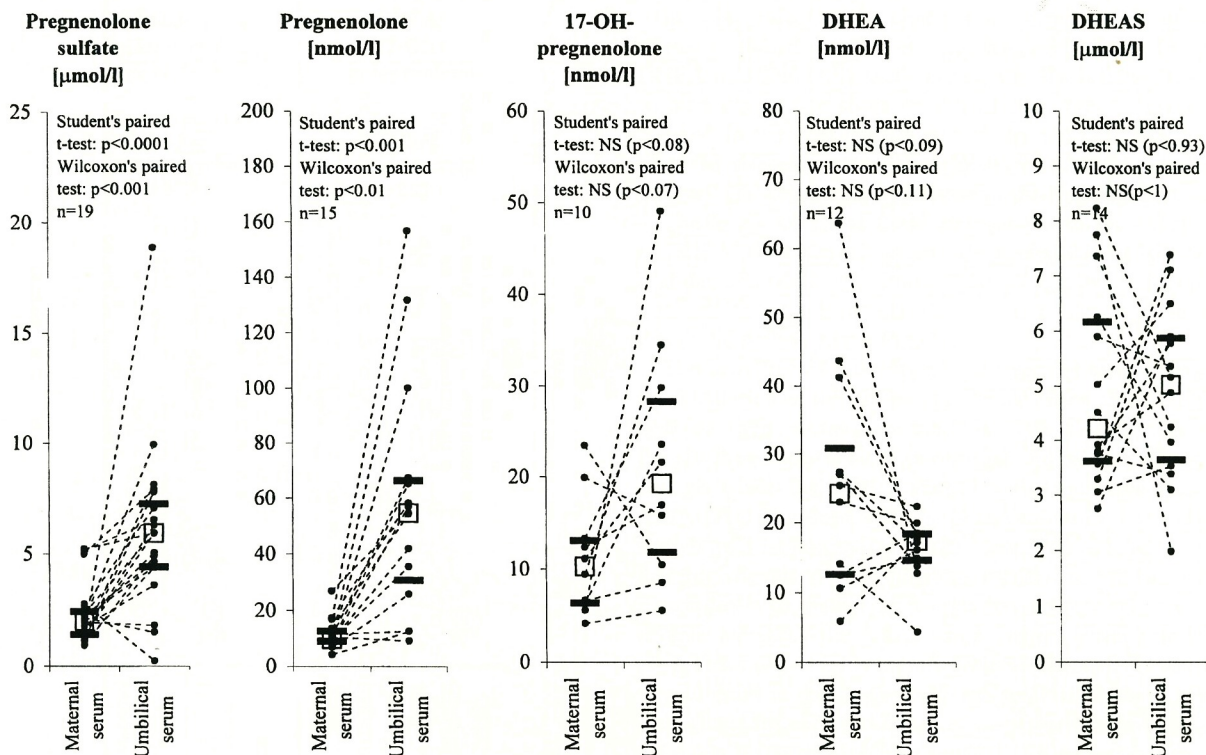 Pregnenolone
sulfate
[µmol/l]
25
20
15
10
5
0
Student's paired
t-test: p<0.0001
Wilcoxon's paired
test: p<0.001
n=19
Maternal
serum
Umbilical
serum
Pregnenolone
[nmol/l]
200
180
160
140
120
100
80
60
40
20
0
Student's paired
t-test: p<0.001
Wilcoxon's paired
test: p<0.01
n=15
Maternal
serum
Umbilical
serum
17-OH-
pregnenolone
[nmol/l]
60
50
40
30
20
10
0
Student's paired
t-test: NS (p<0.08)
Wilcoxon's paired
test: NS (p<0.07)
n=10
Maternal
serum
Umbilical
serum
DHEA
[nmol/l]
80
70
60
50
40
30
20
10
0
Student's paired
t-test: NS (p<0.09)
Wilcoxon's paired
test: NS (p<0.11)
n=12
Maternal
serum
Umbilical
serum
DHEAS
[µmol/l]
10
9
8
7
6
5
4
3
2
1
0
Student's paired
t-test: NS (p<0.93)
Wilcoxon's paired
test: NS(p<1)
n=14
Maternal
serum
Umbilical
serum